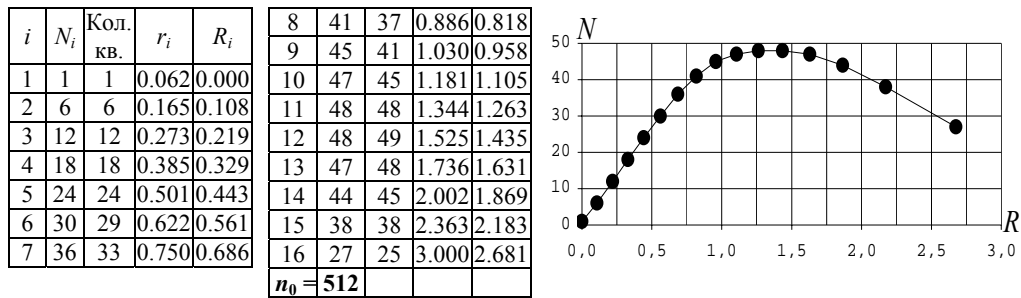 i Nᵢ Кол. кв. rᵢ Rᵢ
1 1 1 0.062 0.000
2 6 6 0.165 0.108
3 12 12 0.273 0.219
4 18 18 0.385 0.329
5 24 24 0.501 0.443
6 30 29 0.622 0.561
7 36 33 0.750 0.686
8 41 37 0.886 0.818
9 45 41 1.030 0.958
10 47 45 1.181 1.105
11 48 48 1.344 1.263
12 48 49 1.525 1.435
13 47 48 1.736 1.631
14 44 45 2.002 1.869
15 38 38 2.363 2.183
16 27 25 3.000 2.681
n₀ = 512
N
50
40
30
20
10
0
R
0,0 0,5 1,0 1,5 2,0 2,5 3,0